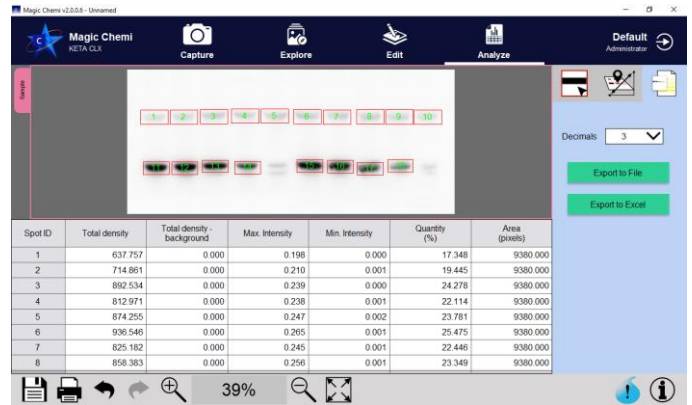 Magic Chemi v2.0.0.6 - Unnamed
Magic Chemi
KETA CLX
Capture
Explore
Edit
Analyze
Default
Administrator
Sample
1 2 3 4 5 6 7 8 9 10
11 12 13 14 15 16 17 18
Decimals 3
Export to File
Export to Excel
Spot ID Total density Total density - background Max. Intensity Min. Intensity Quantity (%) Area (pixels)
1 637.757 0.000 0.198 0.000 17.348 9380.000
2 714.861 0.000 0.210 0.001 19.445 9380.000
3 892.534 0.000 0.239 0.000 24.278 9380.000
4 812.971 0.000 0.238 0.001 22.114 9380.000
5 874.255 0.000 0.247 0.002 23.781 9380.000
6 936.546 0.000 0.265 0.001 25.475 9380.000
7 825.182 0.000 0.245 0.001 22.446 9380.000
8 858.383 0.000 0.256 0.001 23.349 9380.000
39%